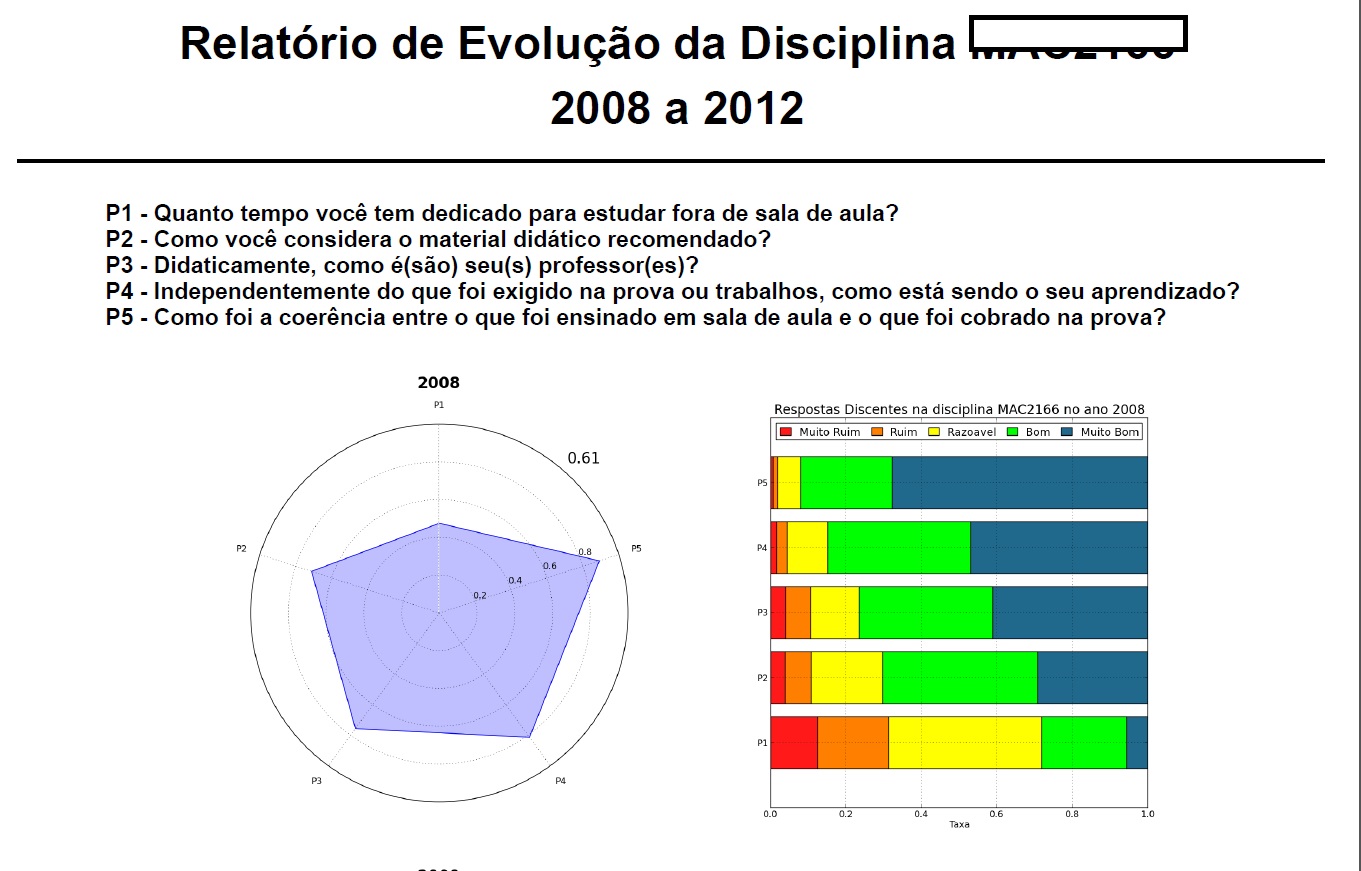 Relatório de Evolução da Disciplina
2008 a 2012
P1 - Quanto tempo você tem dedicado para estudar fora de sala de aula?
P2 - Como você considera o material didático recomendado?
P3 - Didaticamente, como é(são) seu(s) professor(es)?
P4 - Independentemente do que foi exigido na prova ou trabalhos, como está sendo o seu aprendizado?
P5 - Como foi a coerência entre o que foi ensinado em sala de aula e o que foi cobrado na prova?
2008
P1
0.61
P2
P5
0.8
0.6
0.4
0.2
P3
P4
Respostas Discentes na disciplina MAC2166 no ano 2008
Muito Ruim Ruim Razoavel Bom Muito Bom
P5
P4
P3
P2
P1
0.0 0.2 0.4 0.6 0.8 1.0
Taxa